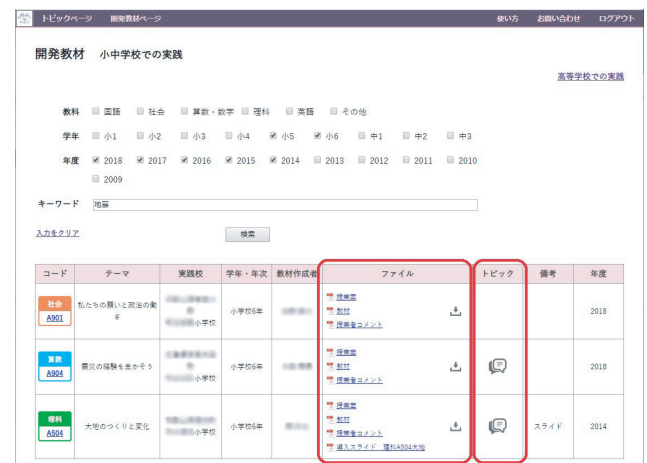 トピックページ 開発教材ページ 使い方 お問い合わせ ログアウト
開発教材 小中学校での実践
高等学校での実践
教科 国語 社会 算数・数学 理科 英語 その他
学年 小1 小2 小3 小4 小5 小6 中1 中2 中3
年度 2018 2017 2016 2015 2014 2013 2012 2011 2010
2009
キーワード 地震
入力をクリア 検索
コード テーマ 実践校 学年・年次 教材作成者 ファイル トピック 備考 年度
社会 A901 私たちの願いと政治の働き 小学校 小学校6年 2018
授業案
教材
授業者コメント
算数 A904 震災の経験を生かそう 小学校 小学校6年 2018
授業案
教材
授業者コメント
理科 A504 大地のつくりと変化 小学校 小学校6年 スライド 2014
授業案
教材
授業者コメント
導入スライド 理科A504大地